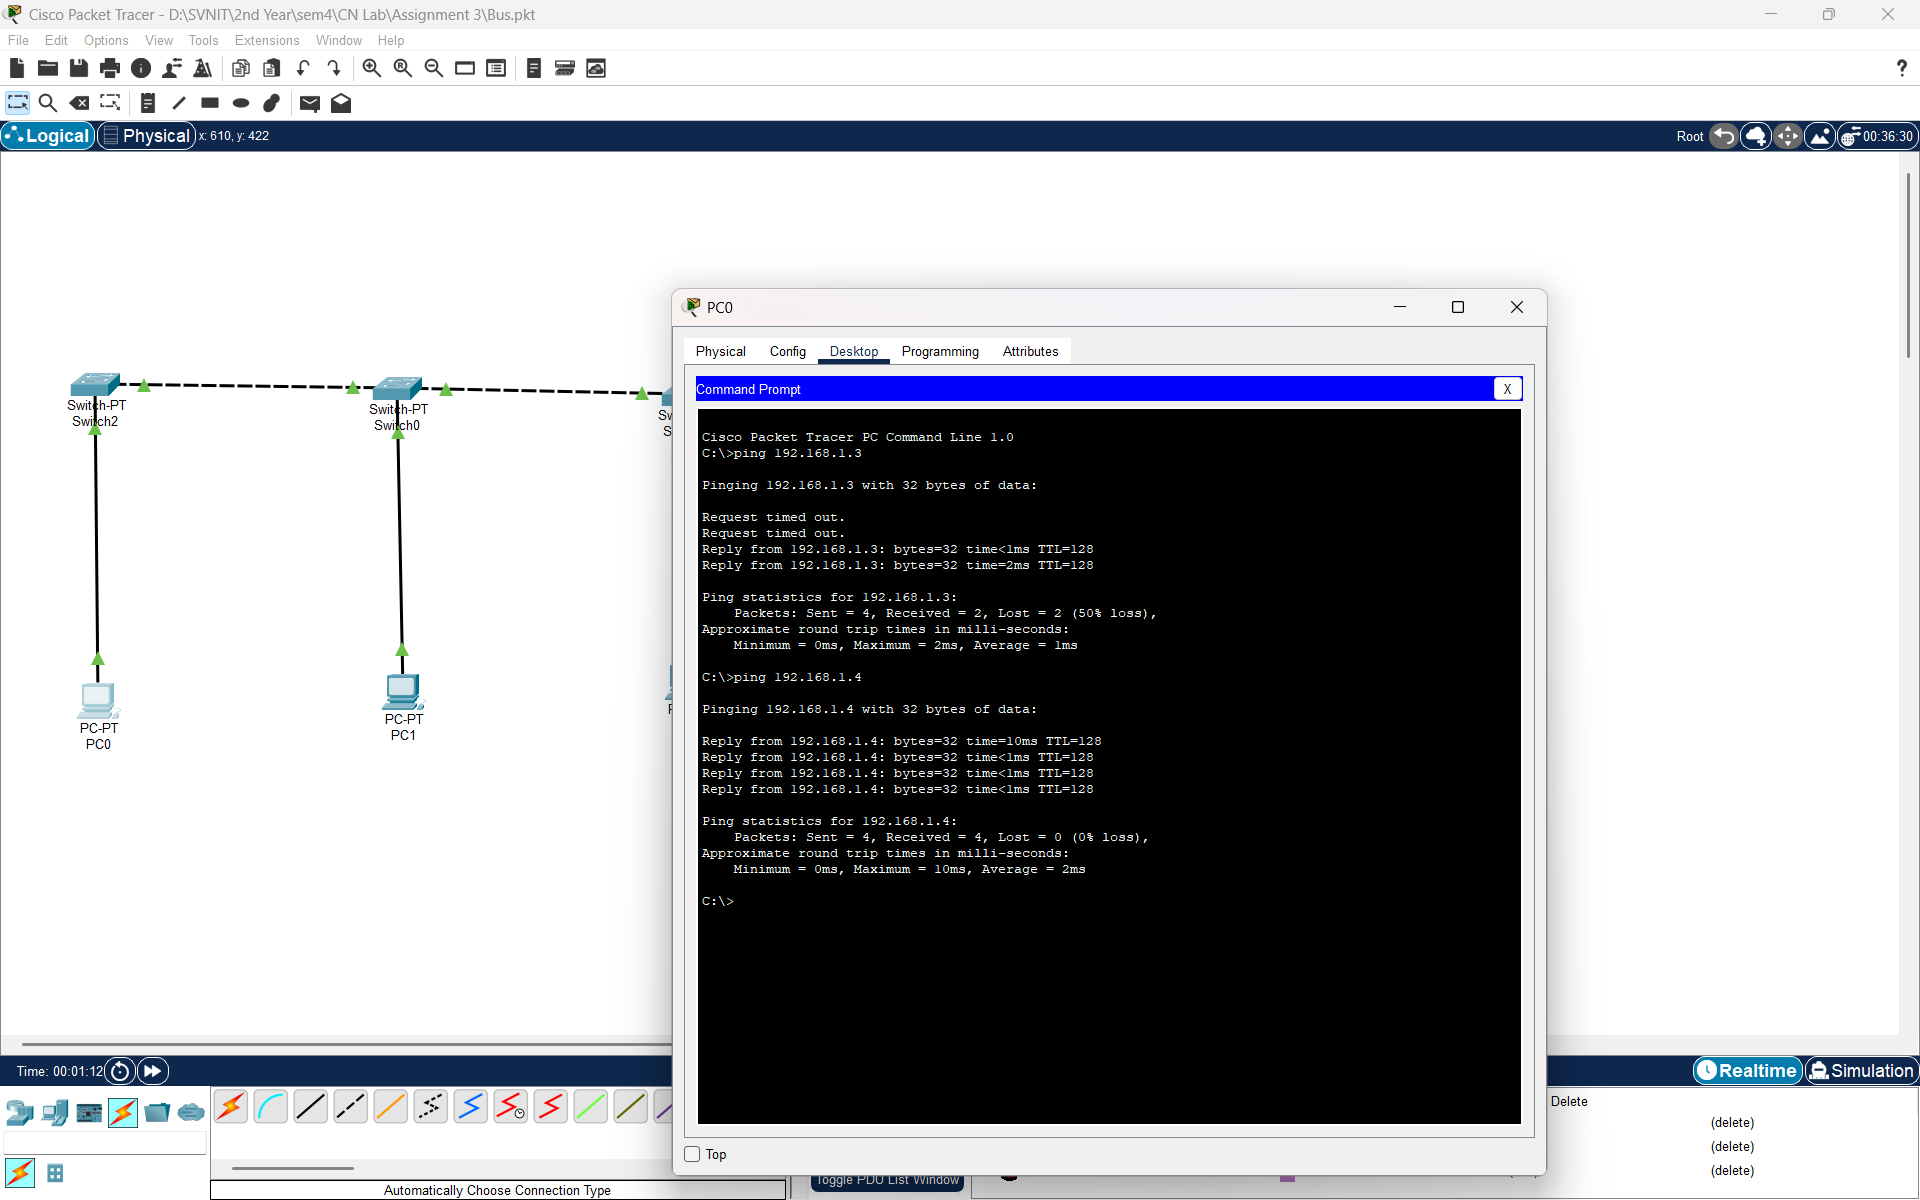 Cisco Packet Tracer - D:\SVNIT\2nd Year\sem4\CN Lab\Assignment 3\Bus.pkt
File Edit Options View Tools Extensions Window Help
?
Logical Physical x: 610, y: 422
Root 00:36:30
PC0
Physical Config Desktop Programming Attributes
Command Prompt
X
Switch-PT
Switch2
Switch-PT
Switch0
Sw
S
Cisco Packet Tracer PC Command Line 1.0
C:\>ping 192.168.1.3
Pinging 192.168.1.3 with 32 bytes of data:
Request timed out.
Request timed out.
Reply from 192.168.1.3: bytes=32 time<1ms TTL=128
Reply from 192.168.1.3: bytes=32 time=2ms TTL=128
Ping statistics for 192.168.1.3:
Packets: Sent = 4, Received = 2, Lost = 2 (50% loss),
Approximate round trip times in milli-seconds:
Minimum = 0ms, Maximum = 2ms, Average = 1ms
C:\>ping 192.168.1.4
Pinging 192.168.1.4 with 32 bytes of data:
Reply from 192.168.1.4: bytes=32 time=10ms TTL=128
Reply from 192.168.1.4: bytes=32 time<1ms TTL=128
Reply from 192.168.1.4: bytes=32 time<1ms TTL=128
Reply from 192.168.1.4: bytes=32 time<1ms TTL=128
Ping statistics for 192.168.1.4:
Packets: Sent = 4, Received = 4, Lost = 0 (0% loss),
Approximate round trip times in milli-seconds:
Minimum = 0ms, Maximum = 10ms, Average = 2ms
C:\>
PC-PT
PC0
PC-PT
PC1
Top
Time: 00:01:12
Realtime Simulation
Delete
(delete)
(delete)
(delete)
Toggle PDU List Window
Automatically Choose Connection Type